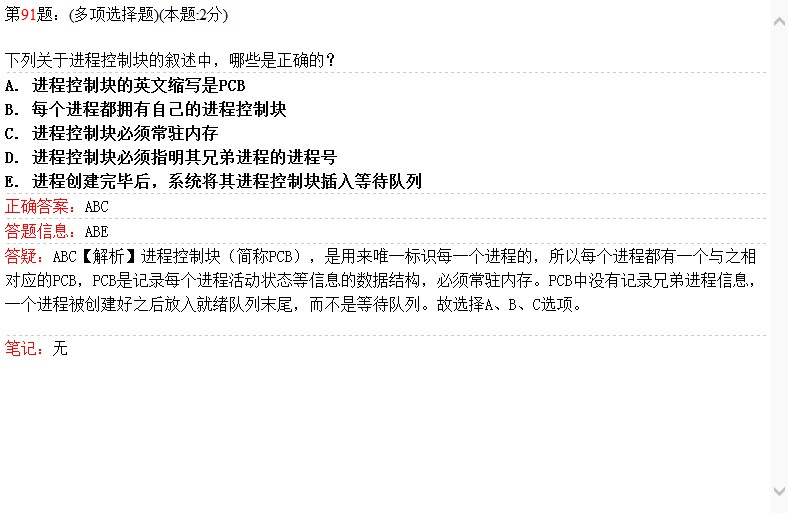 第91题: (多项选择题)(本题:2分)
下列关于进程控制块的叙述中，哪些是正确的?
A. 进程控制块的英文缩写是PCB
B. 每个进程都拥有自己的进程控制块
C. 进程控制块必须常驻内存
D. 进程控制块必须指明其兄弟进程的进程号
E. 进程创建完毕后，系统将其进程控制块插入等待队列
正确答案: ABC
答题信息: ABE
答疑: ABC【解析】进程控制块（简称PCB），是用来唯一标识每一个进程的，所以每个进程都有一个与之相
对应的PCB，PCB是记录每个进程活动状态等信息的数据结构，必须常驻内存。PCB中没有记录兄弟进程信息，
一个进程被创建好之后放入就绪队列末尾，而不是等待队列。故选择A、B、C选项。
笔记: 无